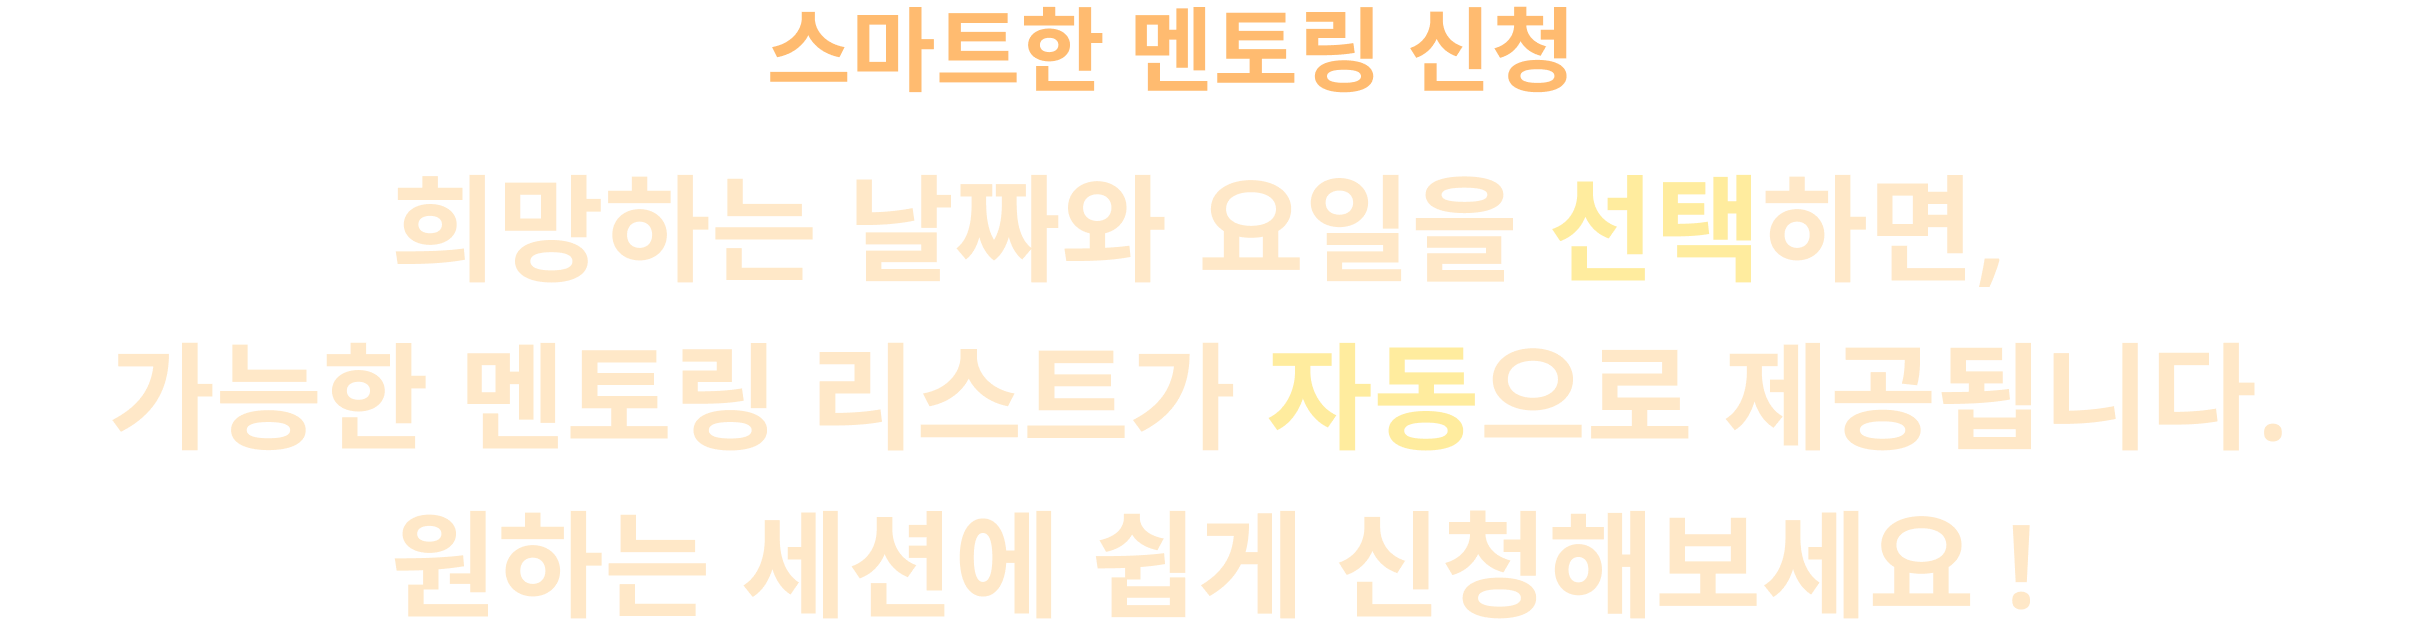 스마트한 멘토링 신청
희망하는 날짜와 요일을 선택하면,
가능한 멘토링 리스트가 자동으로 제공됩니다.
원하는 세션에 쉽게 신청해보세요 !